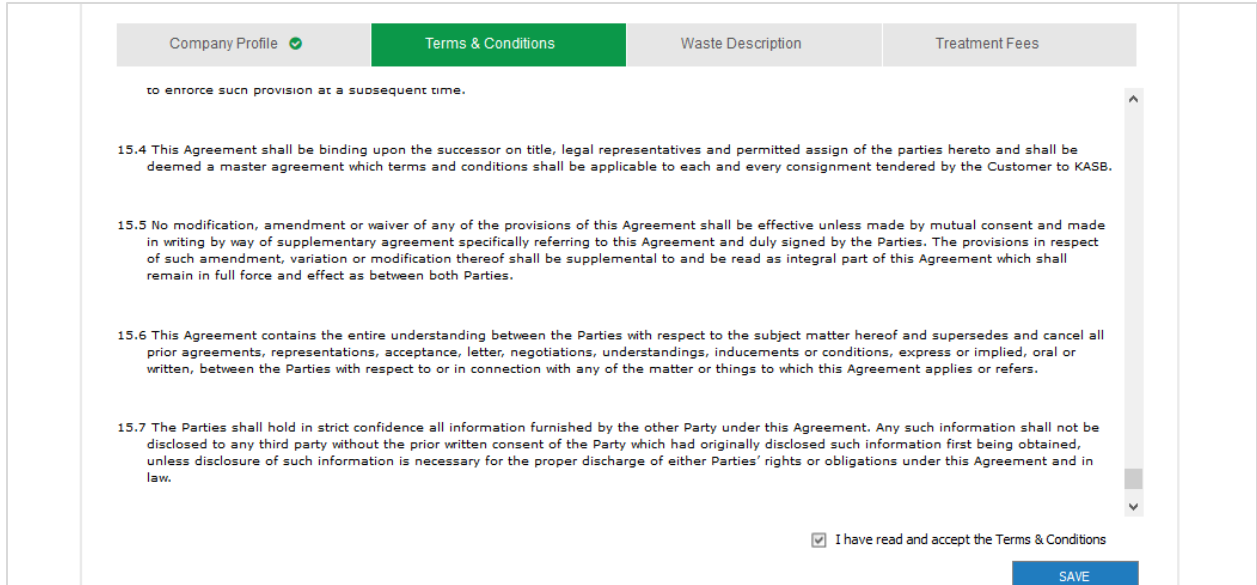 Company Profile
Terms & Conditions
Waste Description
Treatment Fees
to enforce such provision at a subsequent time.
15.4 This Agreement shall be binding upon the successor on title, legal representatives and permitted assign of the parties hereto and shall be
deemed a master agreement which terms and conditions shall be applicable to each and every consignment tendered by the Customer to KASB.
15.5 No modification, amendment or waiver of any of the provisions of this Agreement shall be effective unless made by mutual consent and made
in writing by way of supplementary agreement specifically referring to this Agreement and duly signed by the Parties. The provisions in respect
of such amendment, variation or modification thereof shall be supplemental to and be read as integral part of this Agreement which shall
remain in full force and effect as between both Parties.
15.6 This Agreement contains the entire understanding between the Parties with respect to the subject matter hereof and supersedes and cancel all
prior agreements, representations, acceptance, letter, negotiations, understandings, inducements or conditions, express or implied, oral or
written, between the Parties with respect to or in connection with any of the matter or things to which this Agreement applies or refers.
15.7 The Parties shall hold in strict confidence all information furnished by the other Party under this Agreement. Any such information shall not be
disclosed to any third party without the prior written consent of the Party which had originally disclosed such information first being obtained,
unless disclosure of such information is necessary for the proper discharge of either Parties' rights or obligations under this Agreement and in
law.
I have read and accept the Terms & Conditions
SAVE